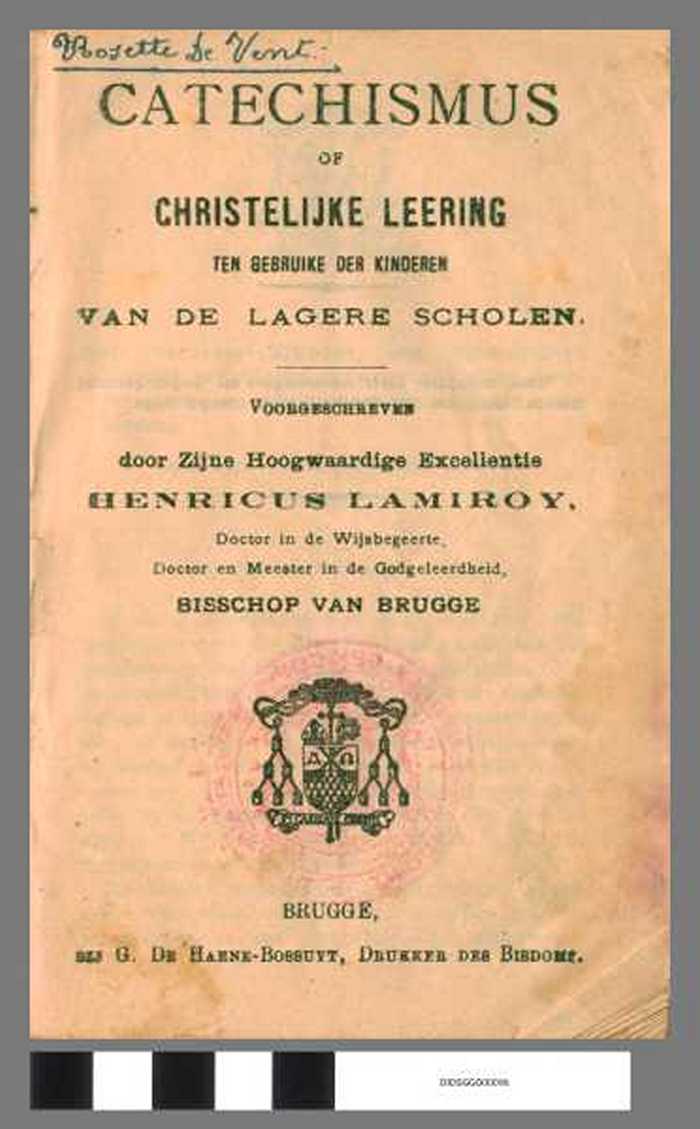 Rosette De Vent.
CATECHISMUS
OF
CHRISTELIJKE LEERING
TEN GEBRUIKE DER KINDEREN
VAN DE LAGERE SCHOLEN.
VOORGESCHREVEN
door Zijne Hoogwaardige Excellentie
HENRICUS LAMIROY,
Doctor in de Wijsbegeerte,
Doctor en Meester in de Godgeleerdheid,
BISSCHOP VAN BRUGGE
A Ω
BRUGGE,
BIJ G. DE HAENE-BOSSUYT, DRUKKER DES BISDOMS.